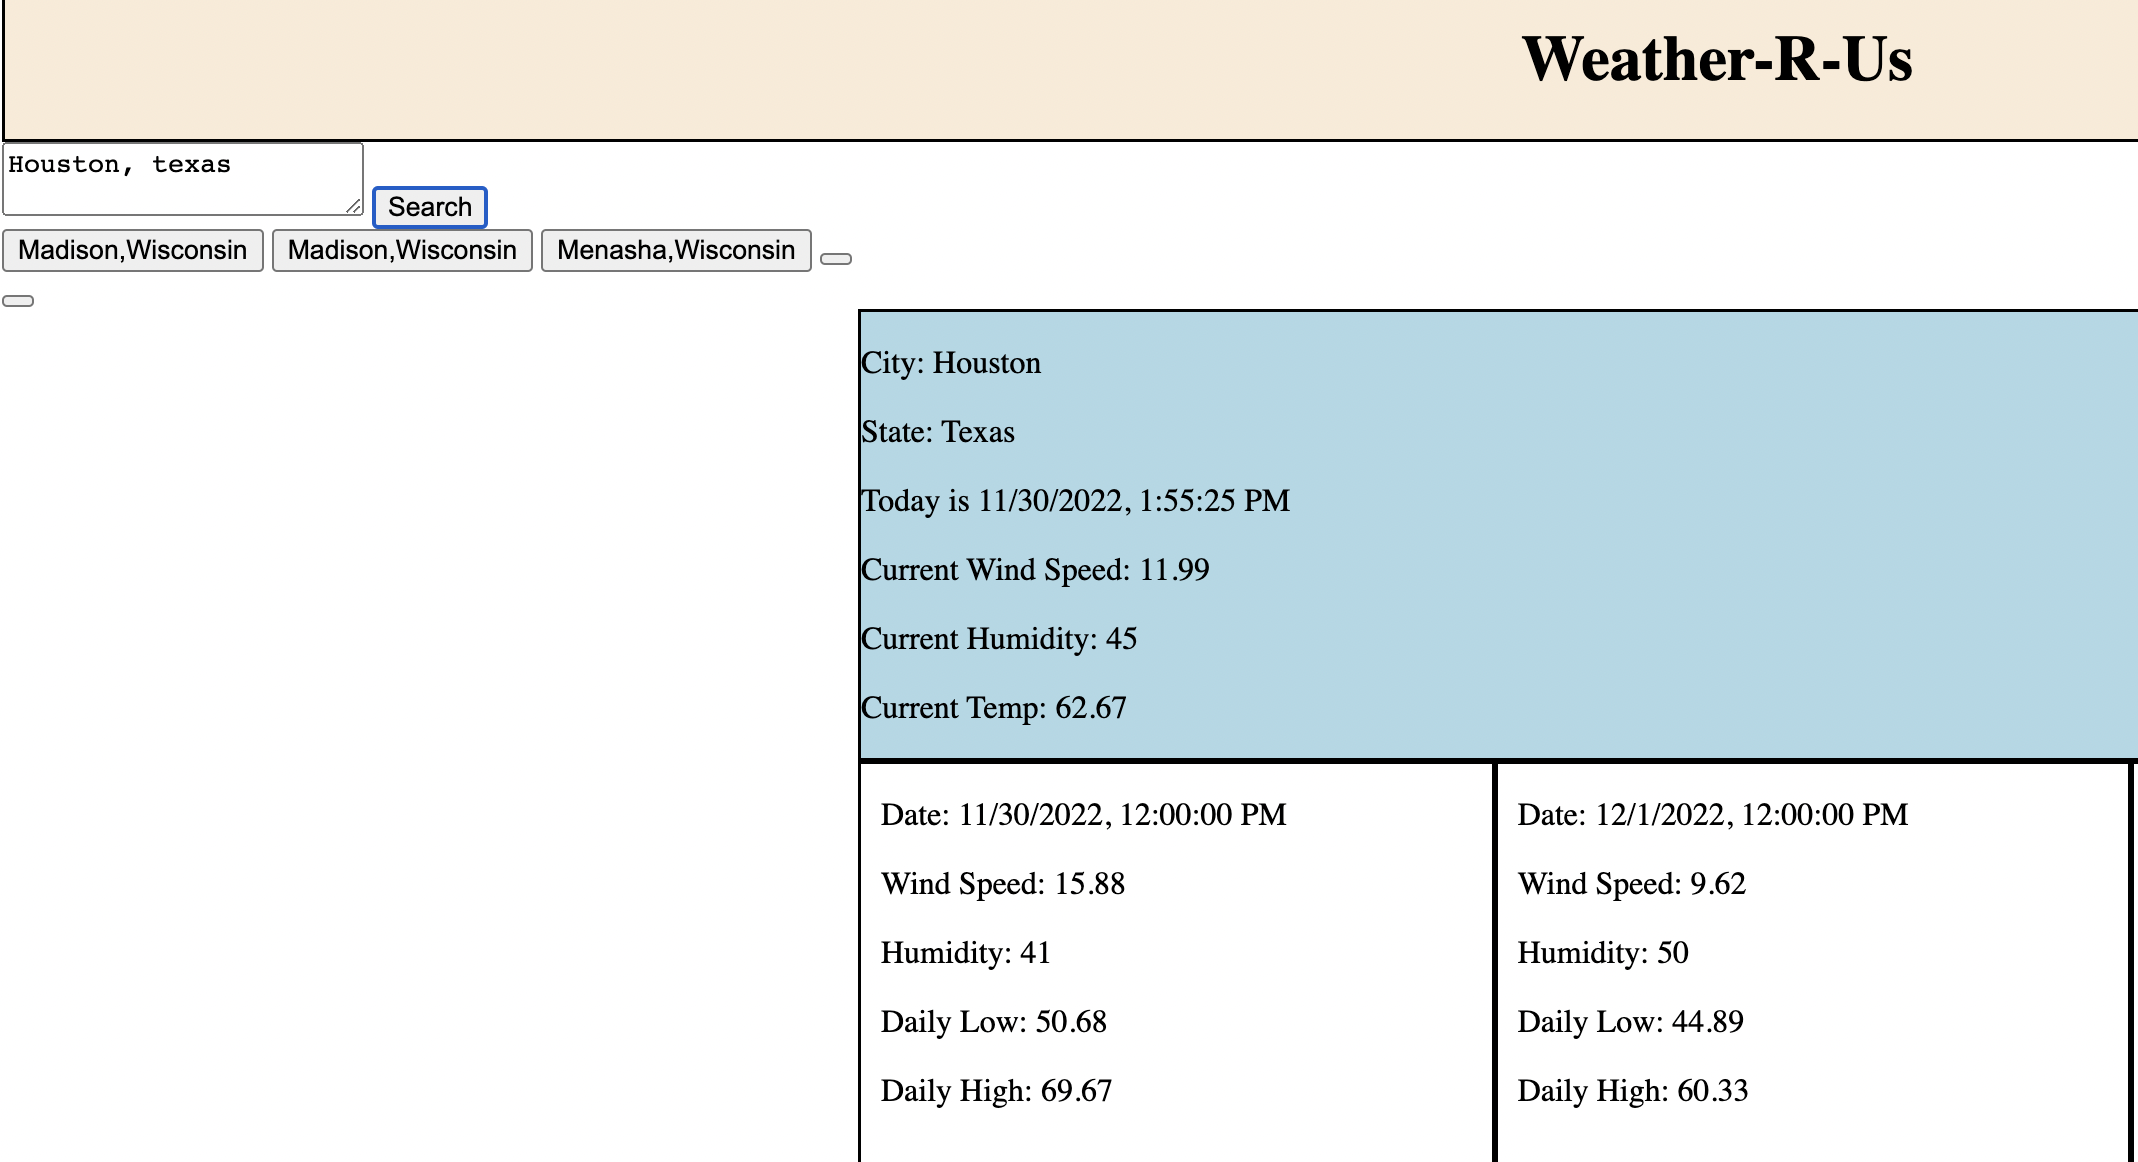 Weather-R-Us
Houston, texas
Search
Madison,Wisconsin Madison,Wisconsin Menasha,Wisconsin
City: Houston
State: Texas
Today is 11/30/2022, 1:55:25 PM
Current Wind Speed: 11.99
Current Humidity: 45
Current Temp: 62.67
Date: 11/30/2022, 12:00:00 PM
Wind Speed: 15.88
Humidity: 41
Daily Low: 50.68
Daily High: 69.67
Date: 12/1/2022, 12:00:00 PM
Wind Speed: 9.62
Humidity: 50
Daily Low: 44.89
Daily High: 60.33